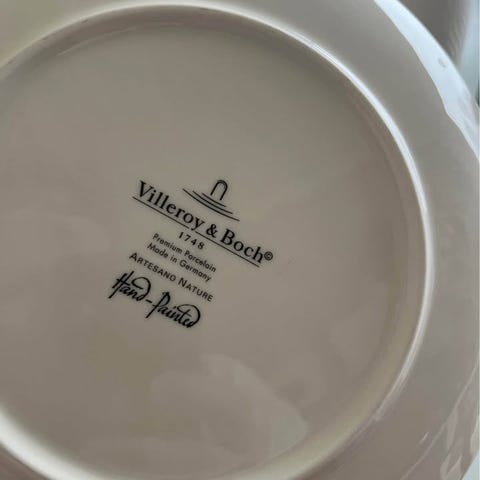 Villeroy & Boch©
1748
Premium Porcelain
Made in Germany
ARTESANO NATURE
Hand-Painted